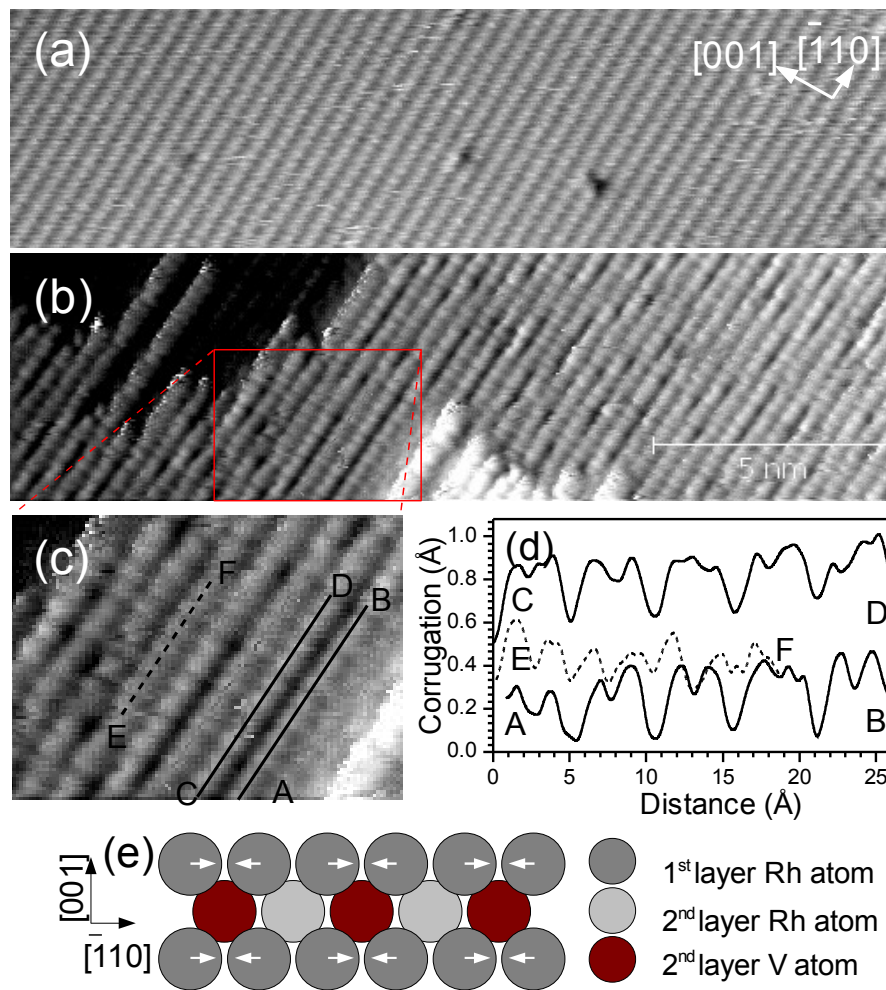 (a)
[001] [1̄10]
(b)
5 nm
(c)
F
D
B
E
C
A
(d)
1.0
0.8
0.6
0.4
0.2
0.0
Corrugation (Å)
C
D
E
F
A
B
0
5
10
15
20
25
Distance (Å)
(e)
[001]
[1̄10]
1st layer Rh atom
2nd layer Rh atom
2nd layer V atom